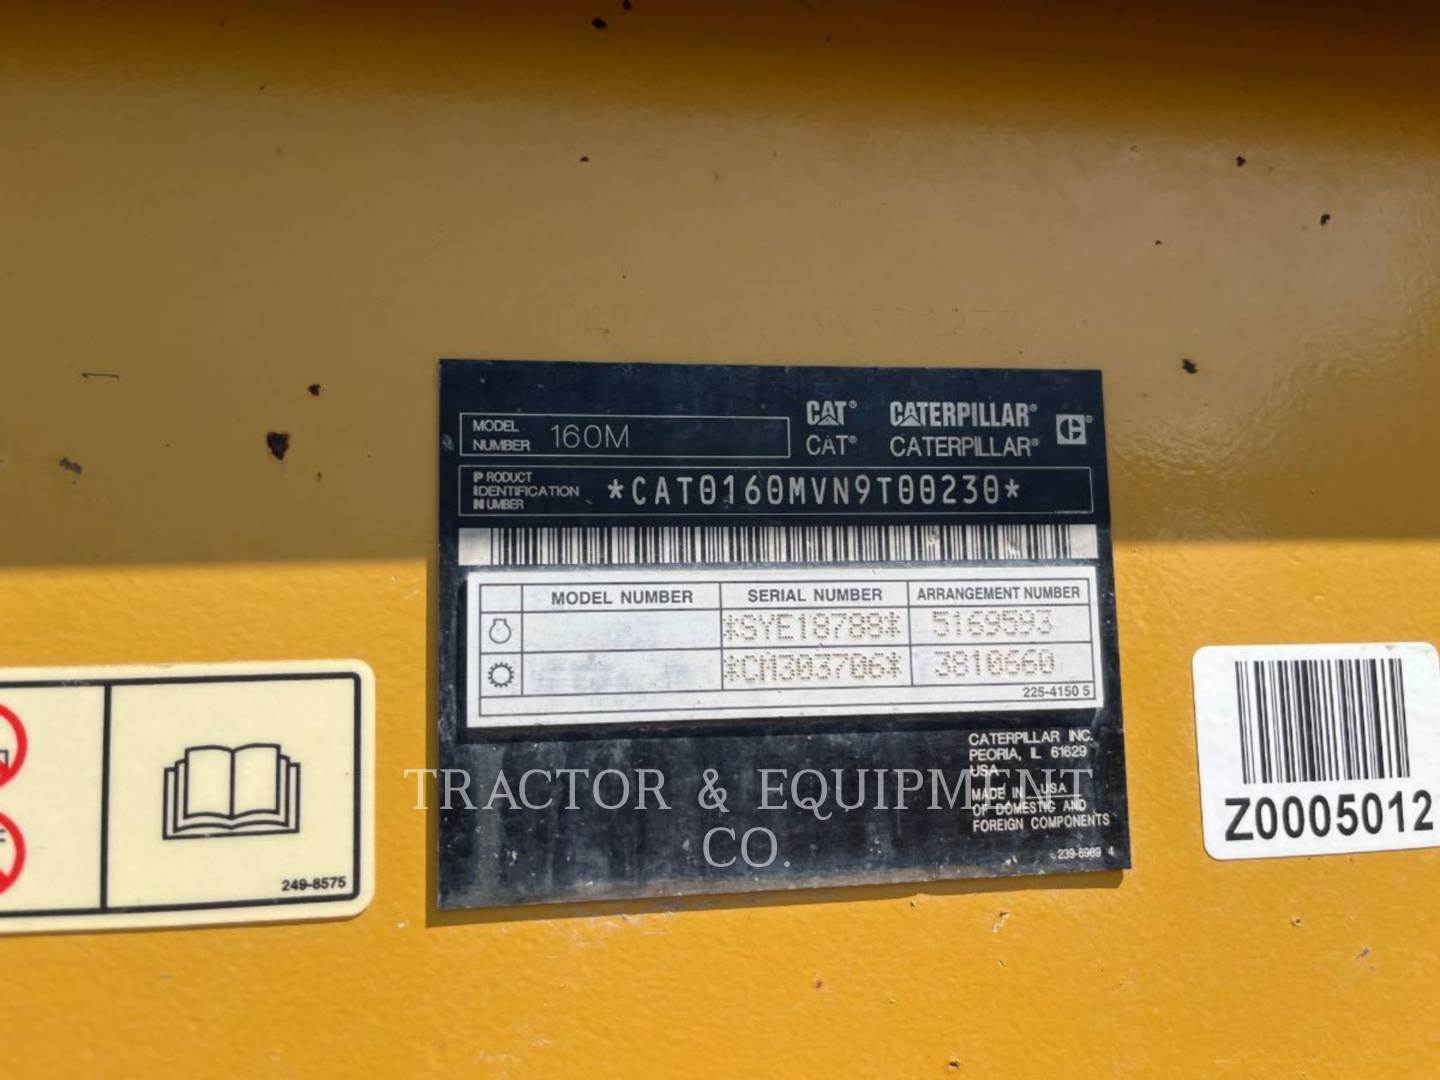 MODEL NUMBER 160M
CAT® CATERPILLAR®
CAT® CATERPILLAR®
PRODUCT IDENTIFICATION NUMBER *CAT0160MVN9T00230*
MODEL NUMBER SERIAL NUMBER ARRANGEMENT NUMBER
*SYE18788* 5169593
*GM303706* 3810660
225-4150 5
CATERPILLAR INC.
PEORIA, IL 61629
USA
MADE IN USA
OF DOMESTIC AND
FOREIGN COMPONENTS
239-6989 4
TRACTOR & EQUIPMENT
CO.
249-8575
Z0005012